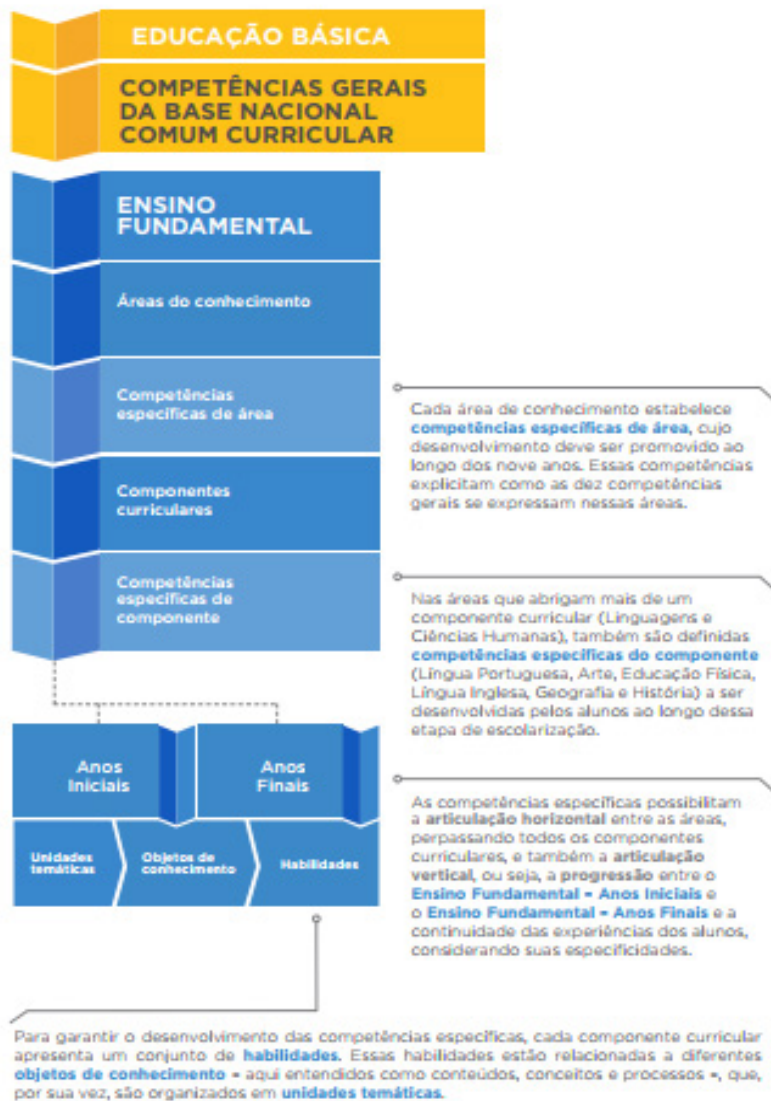 EDUCAÇÃO BÁSICA
COMPETÊNCIAS GERAIS
DA BASE NACIONAL
COMUM CURRICULAR
ENSINO
FUNDAMENTAL
Áreas do conhecimento
Competências
específicas de área
Componentes
curriculares
Competências
específicas de
componente
Cada área de conhecimento estabelece
competências específicas de área, cujo
desenvolvimento deve ser promovido ao
longo dos nove anos. Essas competências
explicitam como as dez competências
gerais se expressam nessas áreas.
Nas áreas que abrigam mais de um
componente curricular (Linguagens e
Ciências Humanas), também são definidas
competências específicas do componente
(Língua Portuguesa, Arte, Educação Física,
Língua Inglesa, Geografia e História) a ser
desenvolvidas pelos alunos ao longo dessa
etapa de escolarização.
Anos
Iniciais
Anos
Finais
Unidades
temáticas
Objetos de
conhecimento
Habilidades
As competências específicas possibilitam
a articulação horizontal entre as áreas,
perpassando todos os componentes
curriculares, e também a articulação
vertical, ou seja, a progressão entre o
Ensino Fundamental – Anos Iniciais e
o Ensino Fundamental – Anos Finais e a
continuidade das experiências dos alunos,
considerando suas especificidades.
Para garantir o desenvolvimento das competências específicas, cada componente curricular
apresenta um conjunto de habilidades. Essas habilidades estão relacionadas a diferentes
objetos de conhecimento – aqui entendidos como conteúdos, conceitos e processos –, que,
por sua vez, são organizados em unidades temáticas.